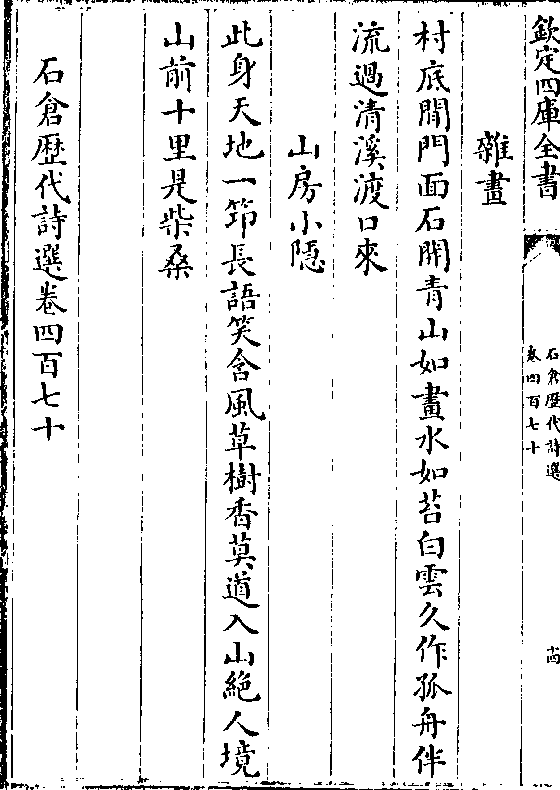 欽定四庫全書
石倉歷代詩選
卷四百七十
雜畫
村底開門面石開青山如畫水如苔白雲久作孤舟伴
流過清溪渡口來
山房小隱
此身天地一笻長語笑含風草樹香莫道入山絶人境
山前十里是柴桑
石倉歷代詩選卷四百七十